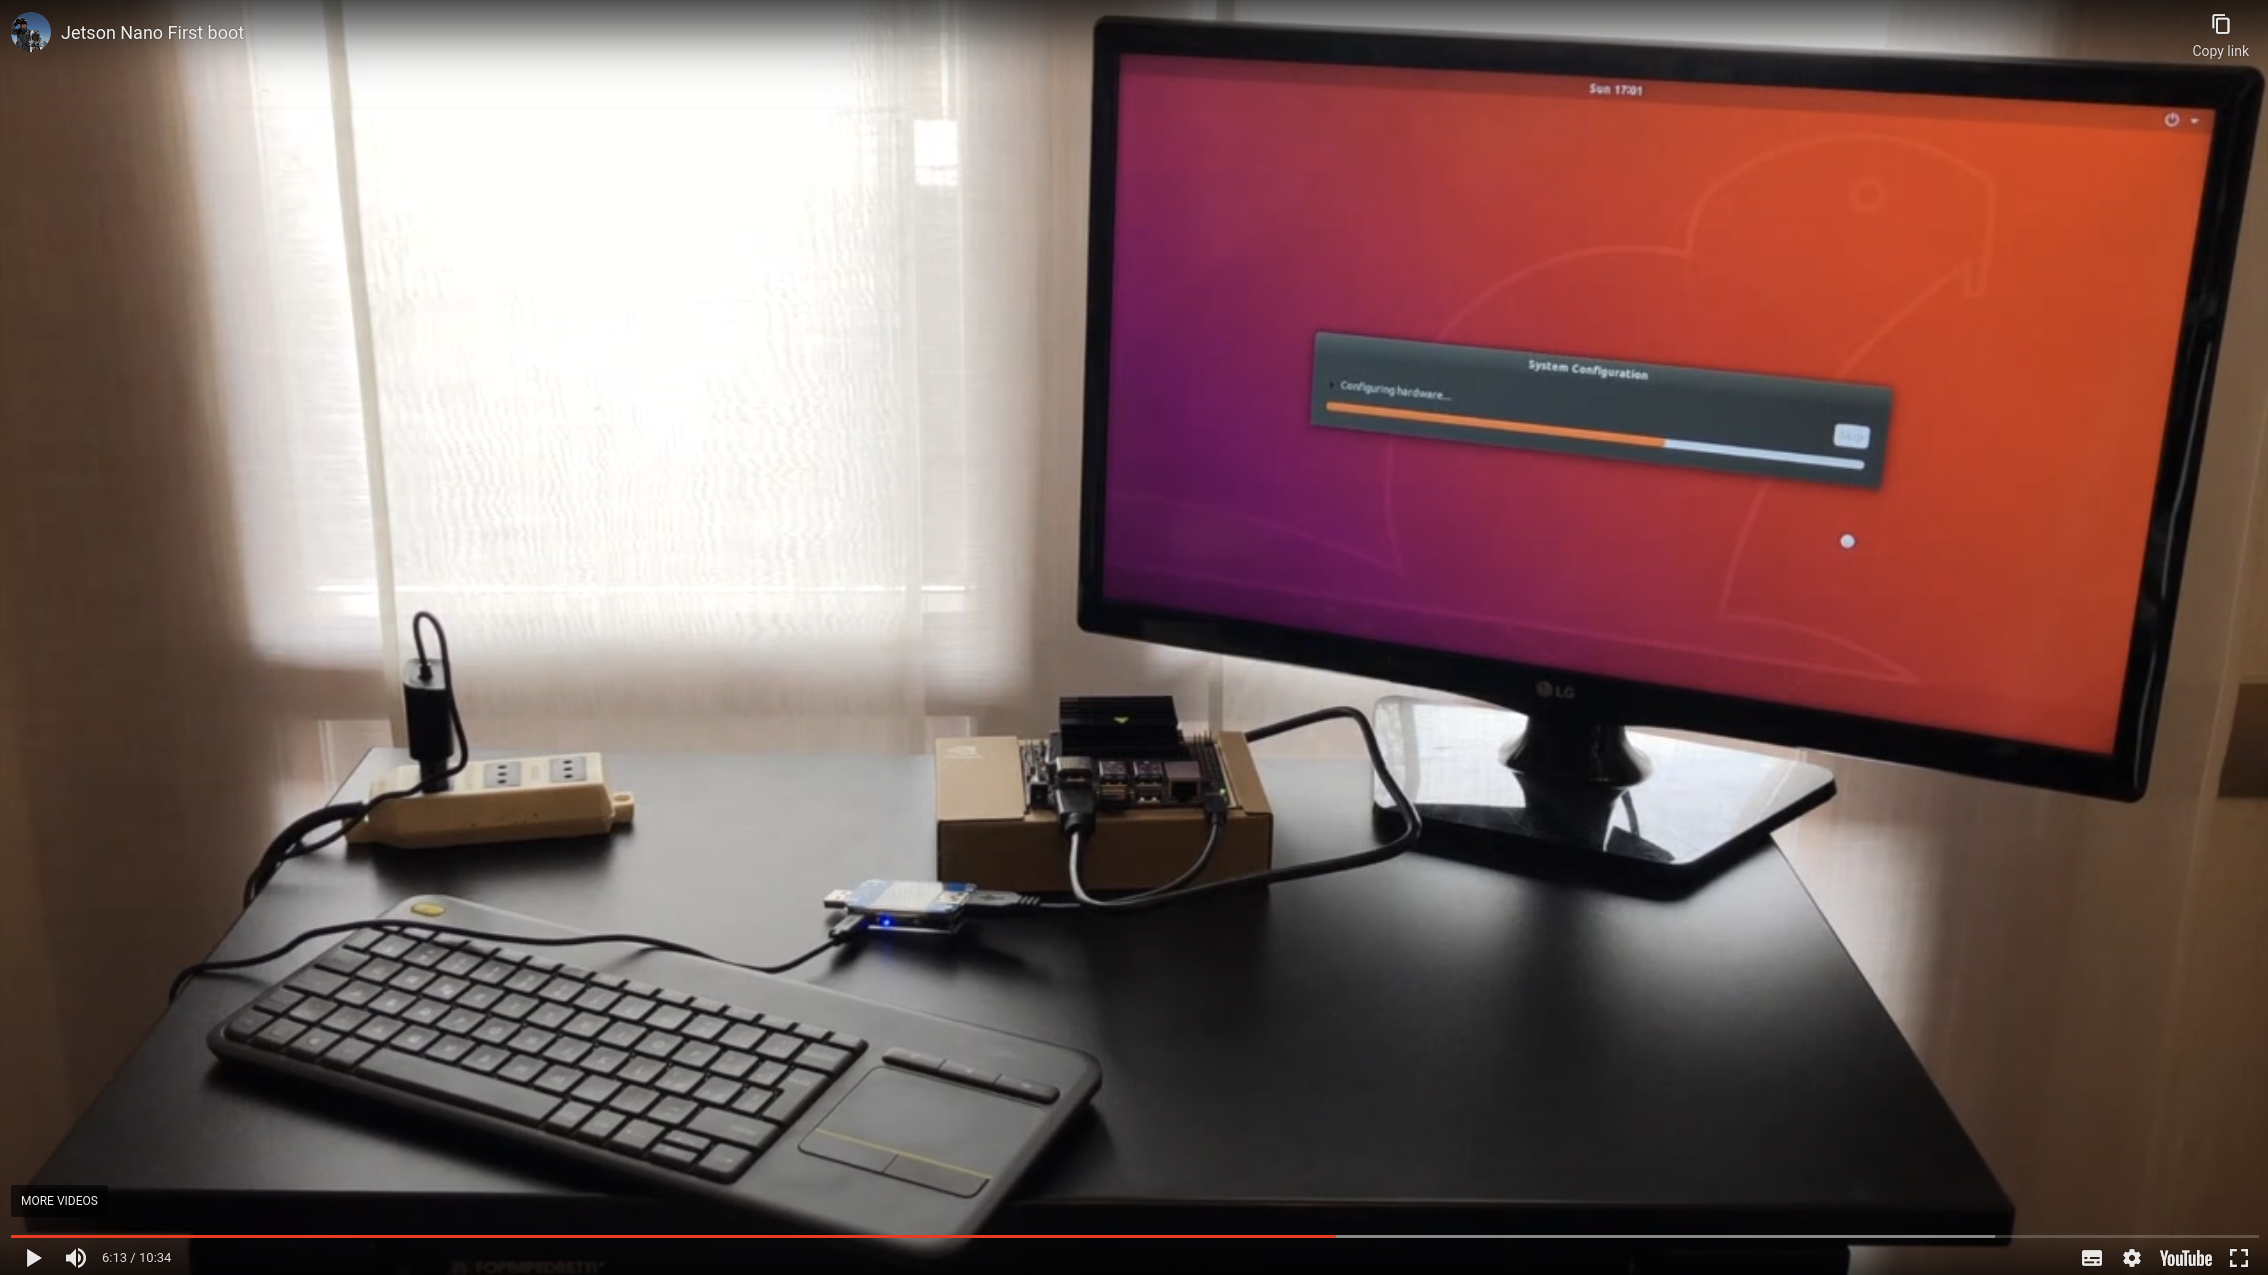 Jetson Nano First boot
Copy link
Sun 17:01
System Configuration
Configuring hardware...
LG
MORE VIDEOS
6:13 / 10:34
YouTube